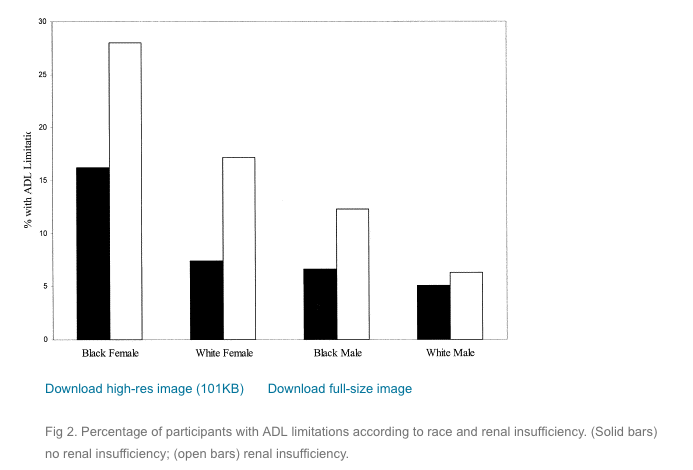 30
25
20
15
10
5
0
% with ADL Limitatic
Black Female White Female Black Male White Male
Download high-res image (101KB) Download full-size image
Fig 2. Percentage of participants with ADL limitations according to race and renal insufficiency. (Solid bars)
no renal insufficiency; (open bars) renal insufficiency.